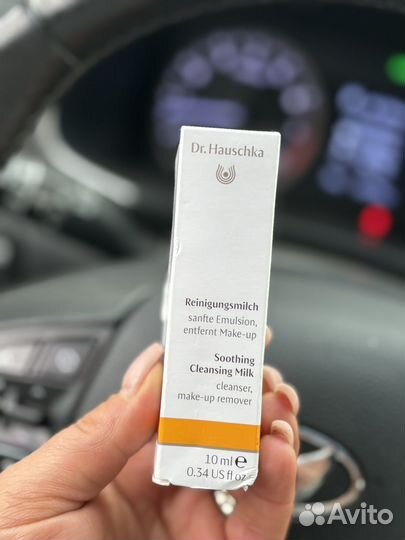 Dr. Hauschka
Reinigungsmilch
sanfte Emulsion,
entfernt Make-up
Soothing
Cleansing Milk
cleanser,
make-up remover
10 ml ℮
0.34 US fl oz
Avito